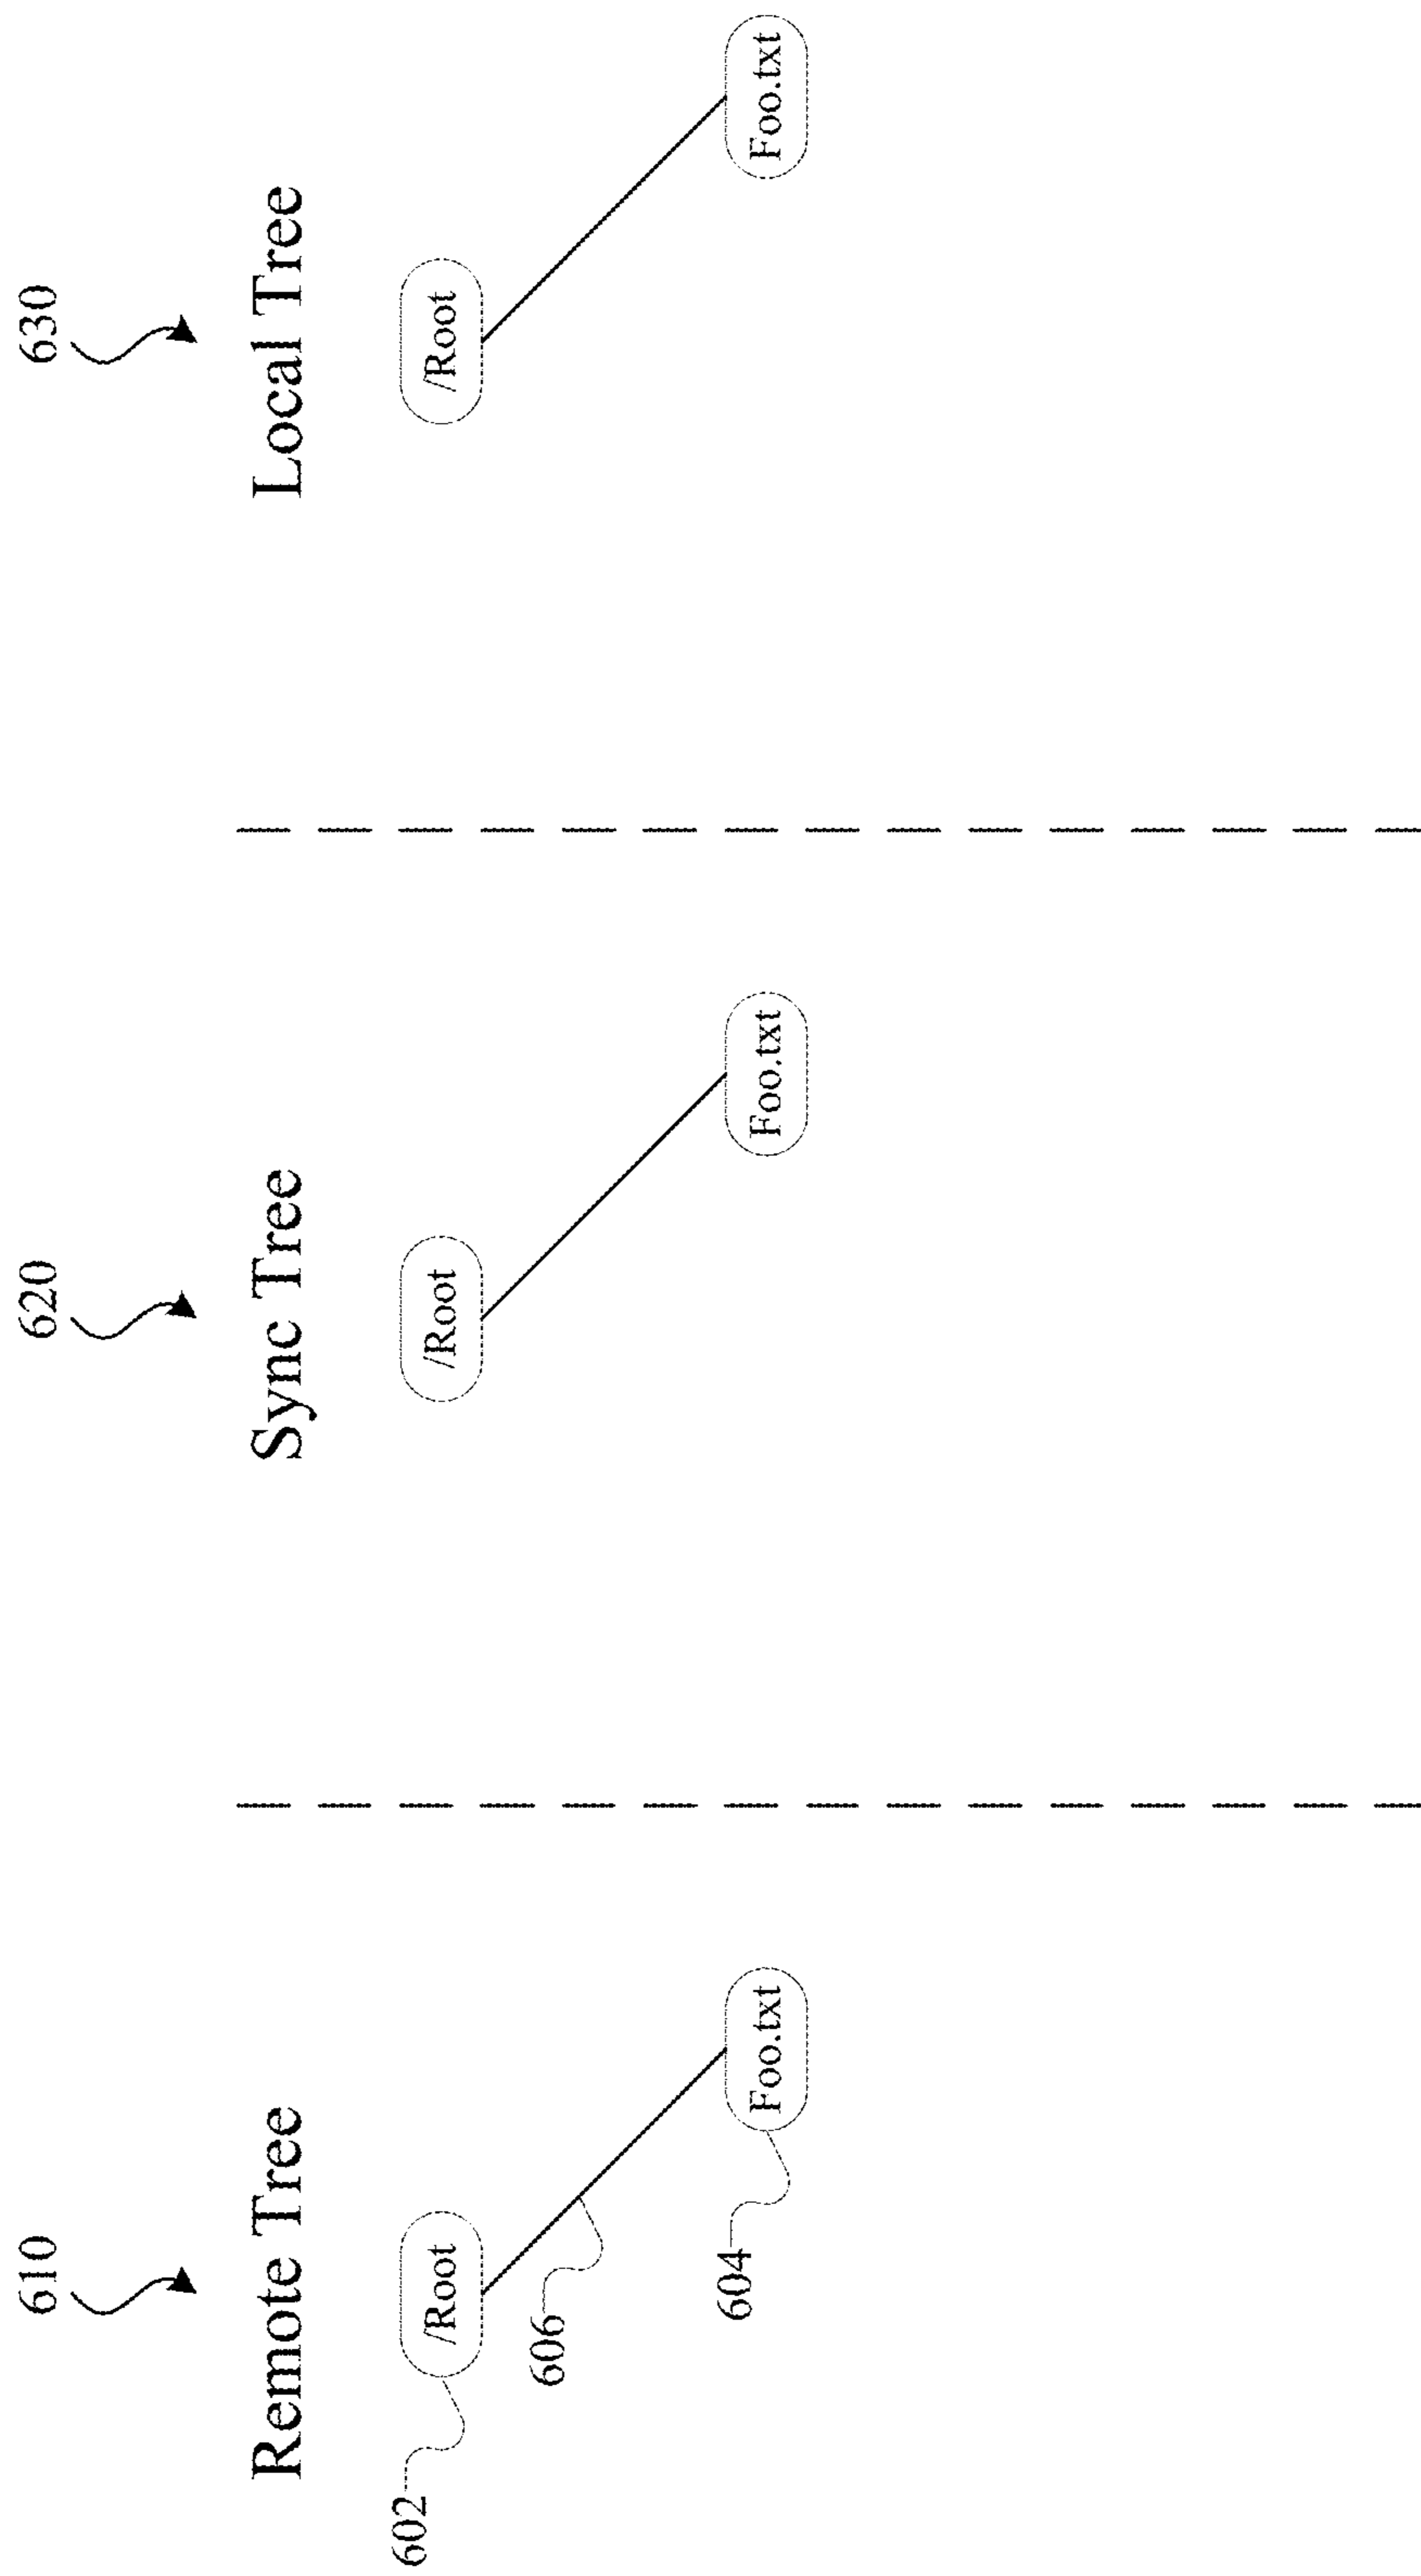 610
620
630
Remote Tree
Sync Tree
Local Tree
602
/Root
/Root
/Root
606
604
Foo.txt
Foo.txt
Foo.txt